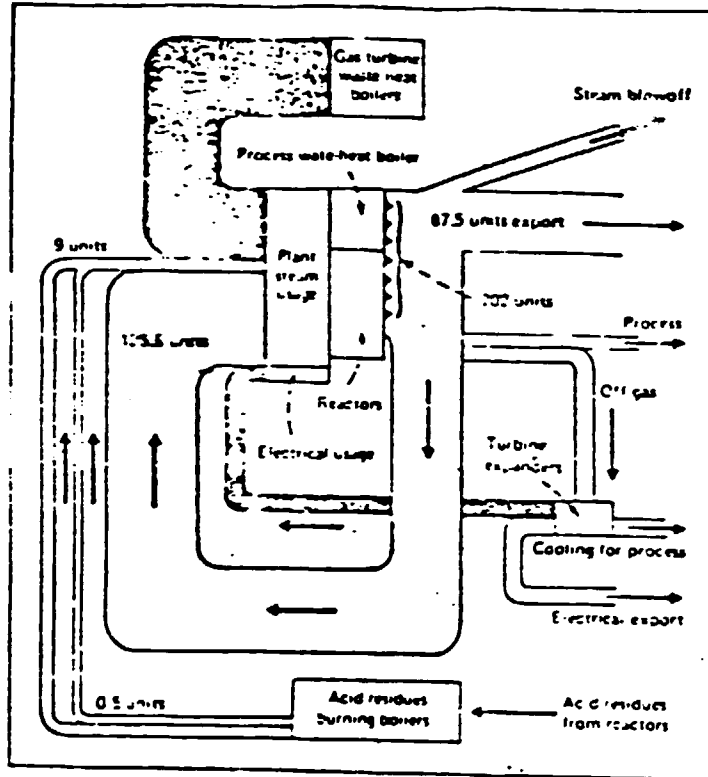 Gas turbine
waste heat
boilers
Steam blowoff
Process waste-heat boiler
87.5 units export
9 units
Plant
steam
usage
202 units
Process
units
Reactors
Off gas
Electrical usage
Turbine
expanders
Cooling for process
Electrical export
0.5 units
Acid residues
burning boilers
Acid residues
from reactors